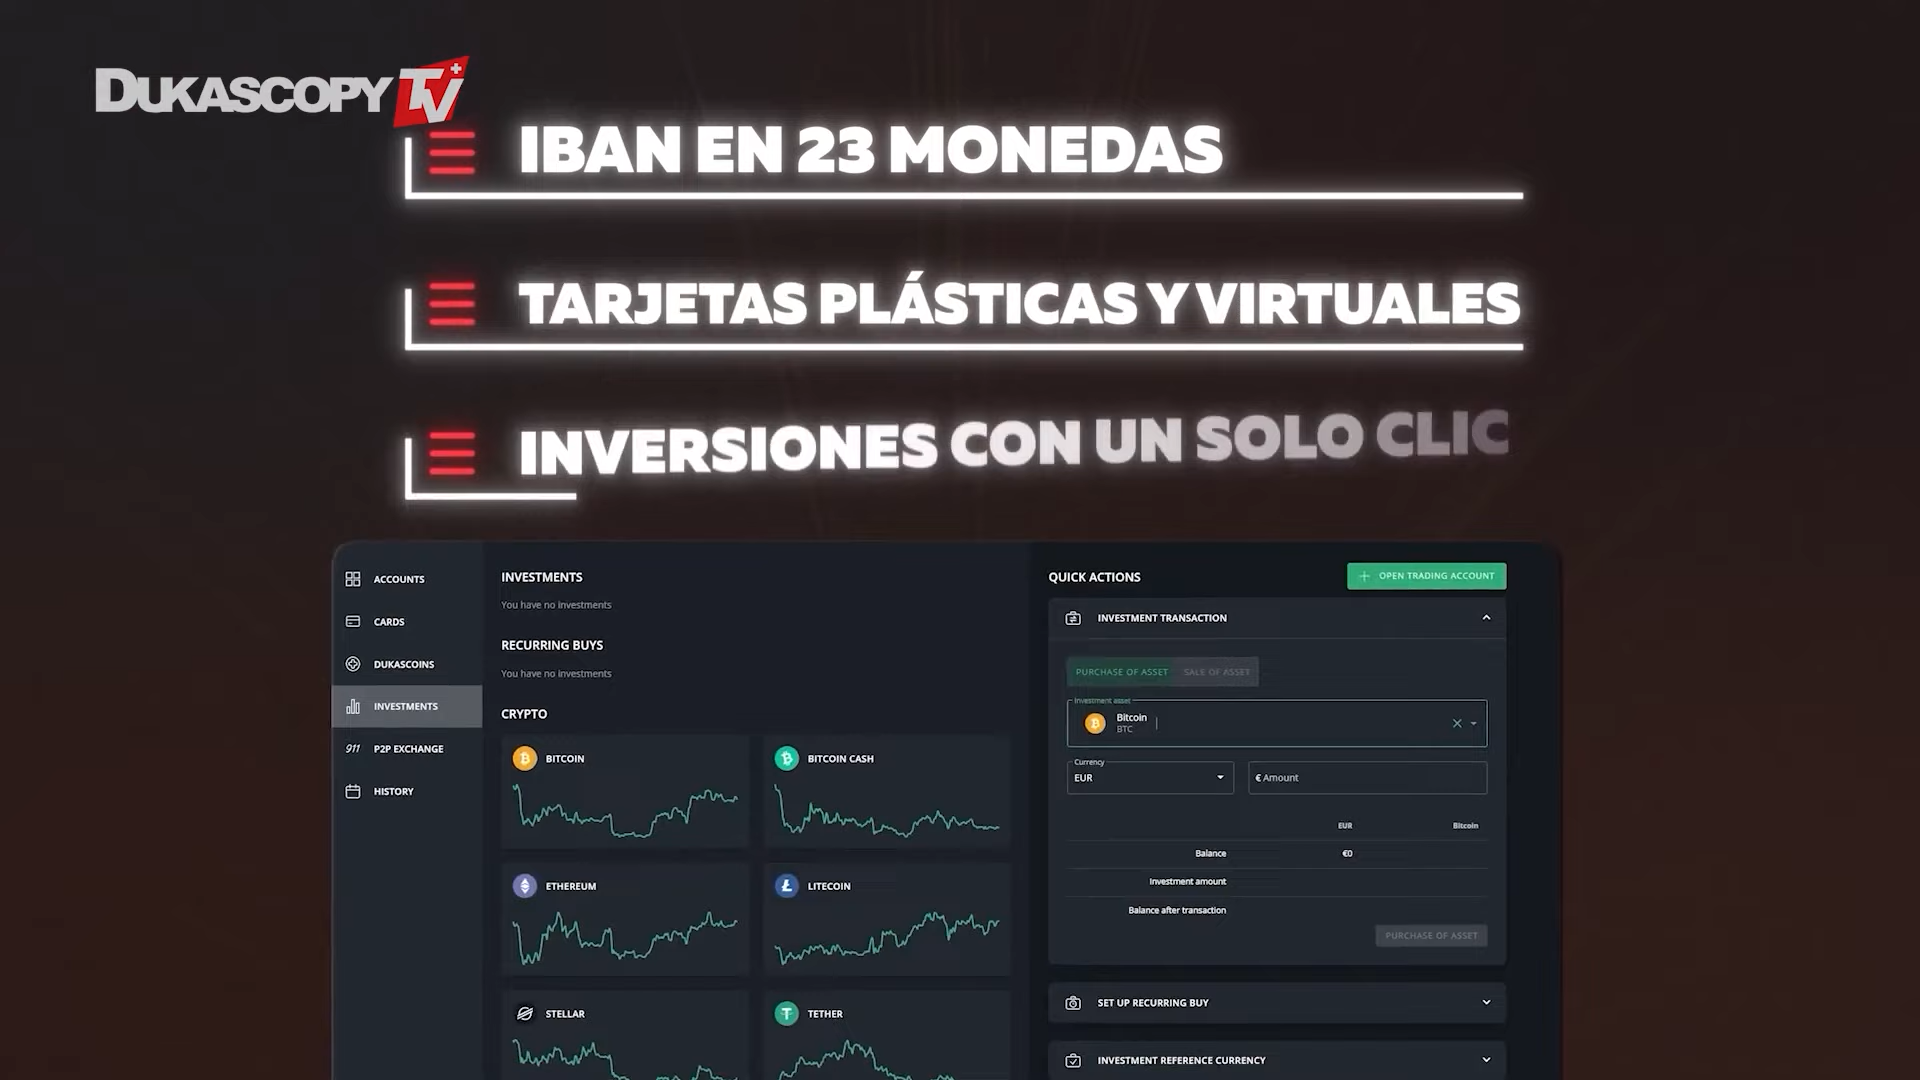 DUKASCOPY TV
IBAN EN 23 MONEDAS
TARJETAS PLÁSTICAS Y VIRTUALES
INVERSIONES CON UN SOLO CLIC
ACCOUNTS
CARDS
DUKASCOINS
INVESTMENTS
911 P2P EXCHANGE
HISTORY
INVESTMENTS
You have no investments
RECURRING BUYS
You have no investments
CRYPTO
BITCOIN
BITCOIN CASH
ETHEREUM
LITECOIN
STELLAR
TETHER
QUICK ACTIONS
OPEN TRADING ACCOUNT
INVESTMENT TRANSACTION
PURCHASE OF ASSET SALE OF ASSET
Investment asset
Bitcoin
BTC
Currency
EUR
€ Amount
EUR Bitcoin
Balance €0
Investment amount
Balance after transaction
PURCHASE OF ASSET
SET UP RECURRING BUY
INVESTMENT REFERENCE CURRENCY